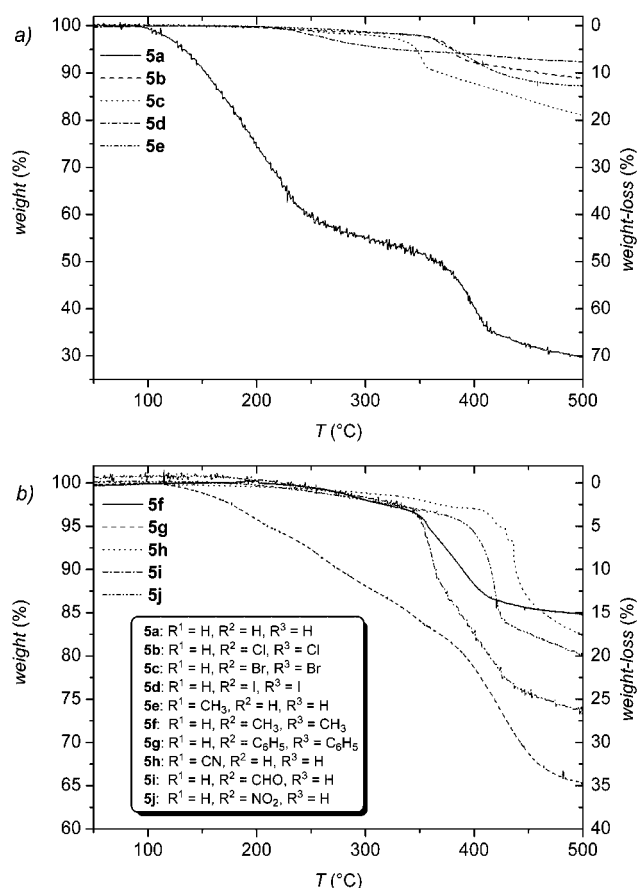 a)
weight (%)
100
90
80
70
60
50
40
30
5a
5b
5c
5d
5e
0
10
20
30
40
50
60
70
weight-loss (%)
100 200 300 400 500
T (°C)
b)
weight (%)
100
95
90
85
80
75
70
65
60
5f
5g
5h
5i
5j
5a: R¹ = H, R² = H, R³ = H
5b: R¹ = H, R² = Cl, R³ = Cl
5c: R¹ = H, R² = Br, R³ = Br
5d: R¹ = H, R² = I, R³ = I
5e: R¹ = CH₃, R² = H, R³ = H
5f: R¹ = H, R² = CH₃, R³ = CH₃
5g: R¹ = H, R² = C₆H₅, R³ = C₆H₅
5h: R¹ = CN, R² = H, R³ = H
5i: R¹ = H, R² = CHO, R³ = H
5j: R¹ = H, R² = NO₂, R³ = H
0
5
10
15
20
25
30
35
40
weight-loss (%)
100 200 300 400 500
T (°C)